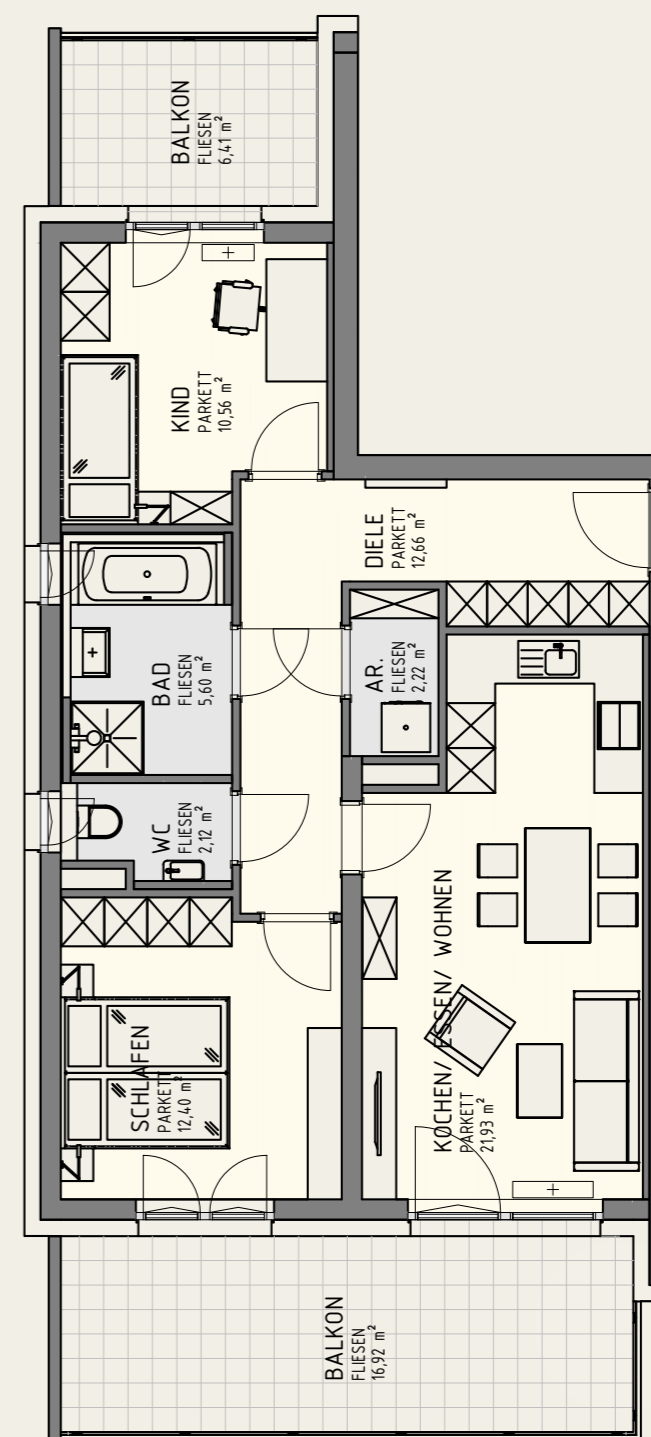 BALKON
FLIESEN
6,41 m²
KIND
PARKETT
10,56 m²
DIELE
PARKETT
12,66 m²
BAD
FLIESEN
5,60 m²
AR.
FLIESEN
2,22 m²
WC
FLIESEN
2,12 m²
SCHLAFEN
PARKETT
12,40 m²
KOCHEN/ ESSEN/ WOHNEN
PARKETT
21,93 m²
BALKON
FLIESEN
16,92 m²